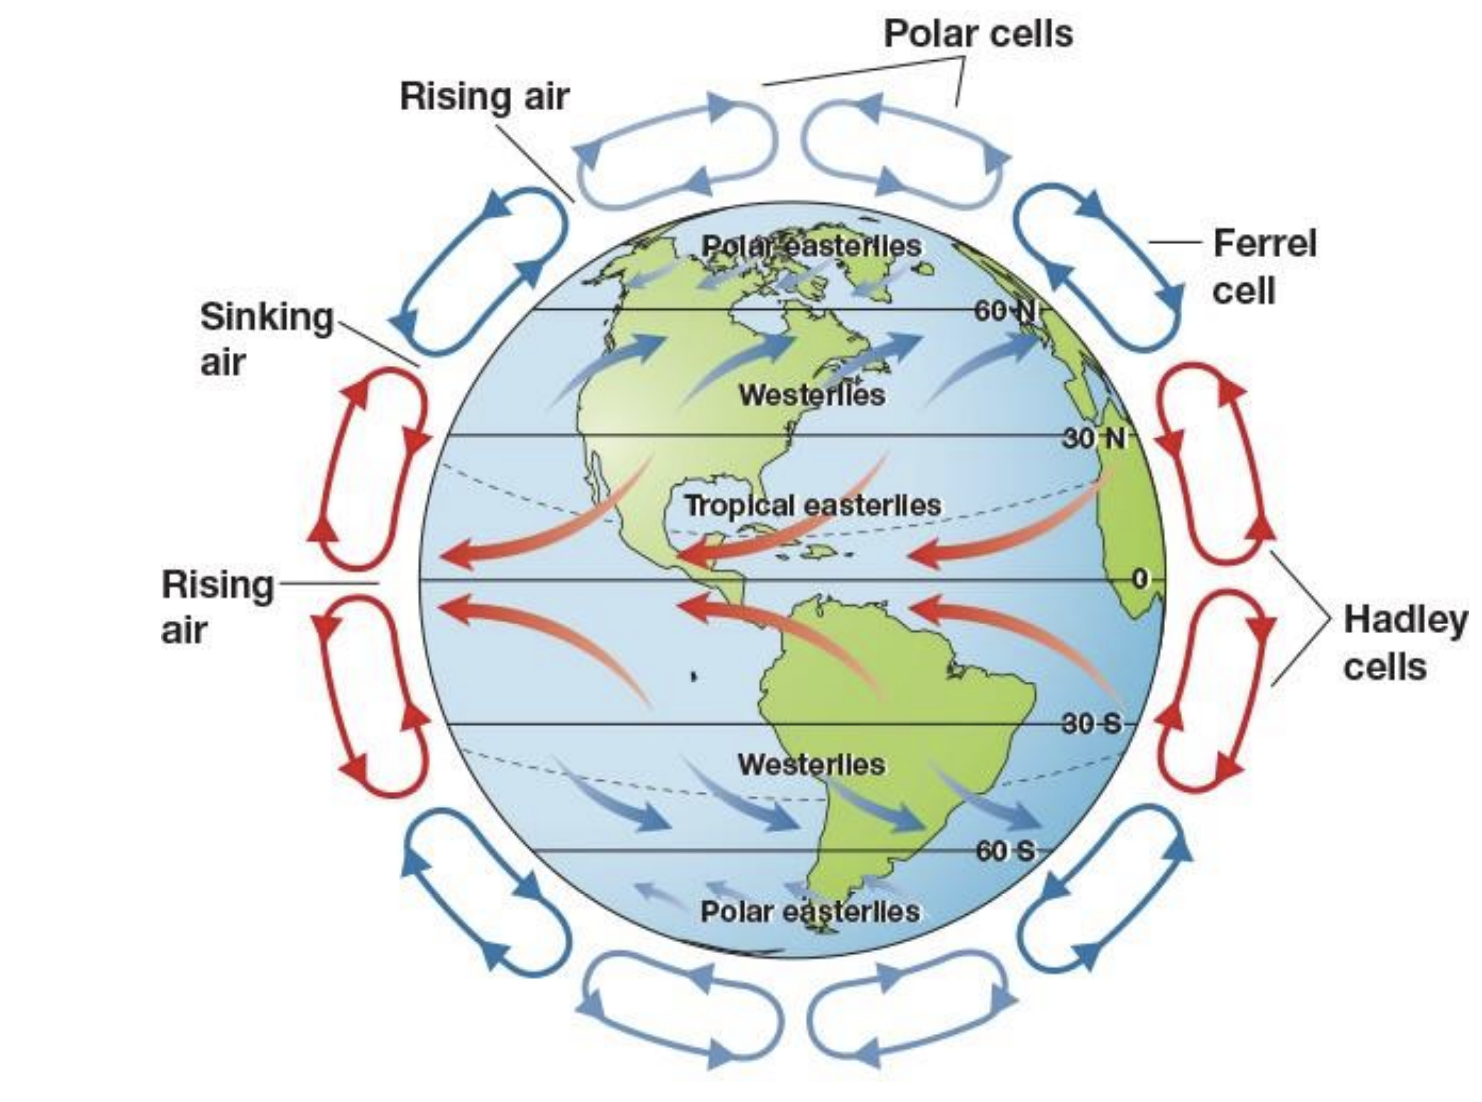 Polar cells
Rising air
Ferrel
cell
Polar easterlies
60 N
Sinking
air
Westerlies
30 N
Tropical easterlies
0
Rising
air
Hadley
cells
30 S
Westerlies
60 S
Polar easterlies